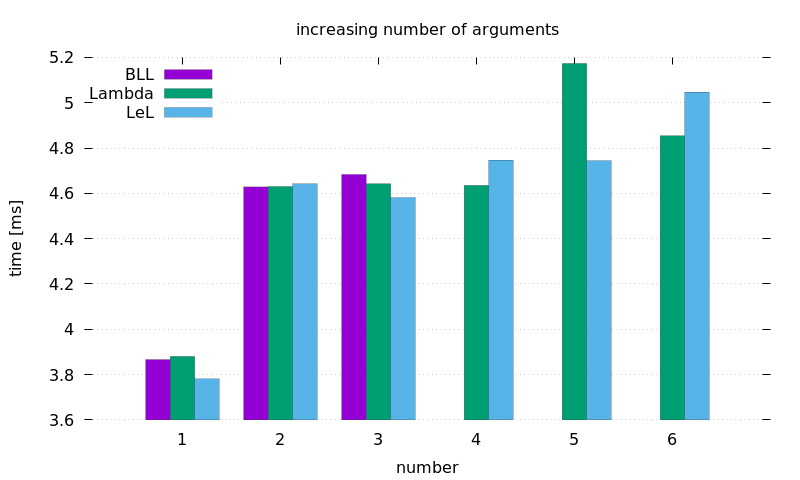 increasing number of arguments
BLL
Lambda
LeL
5.2
5
4.8
4.6
4.4
4.2
4
3.8
3.6
time [ms]
1 2 3 4 5 6
number